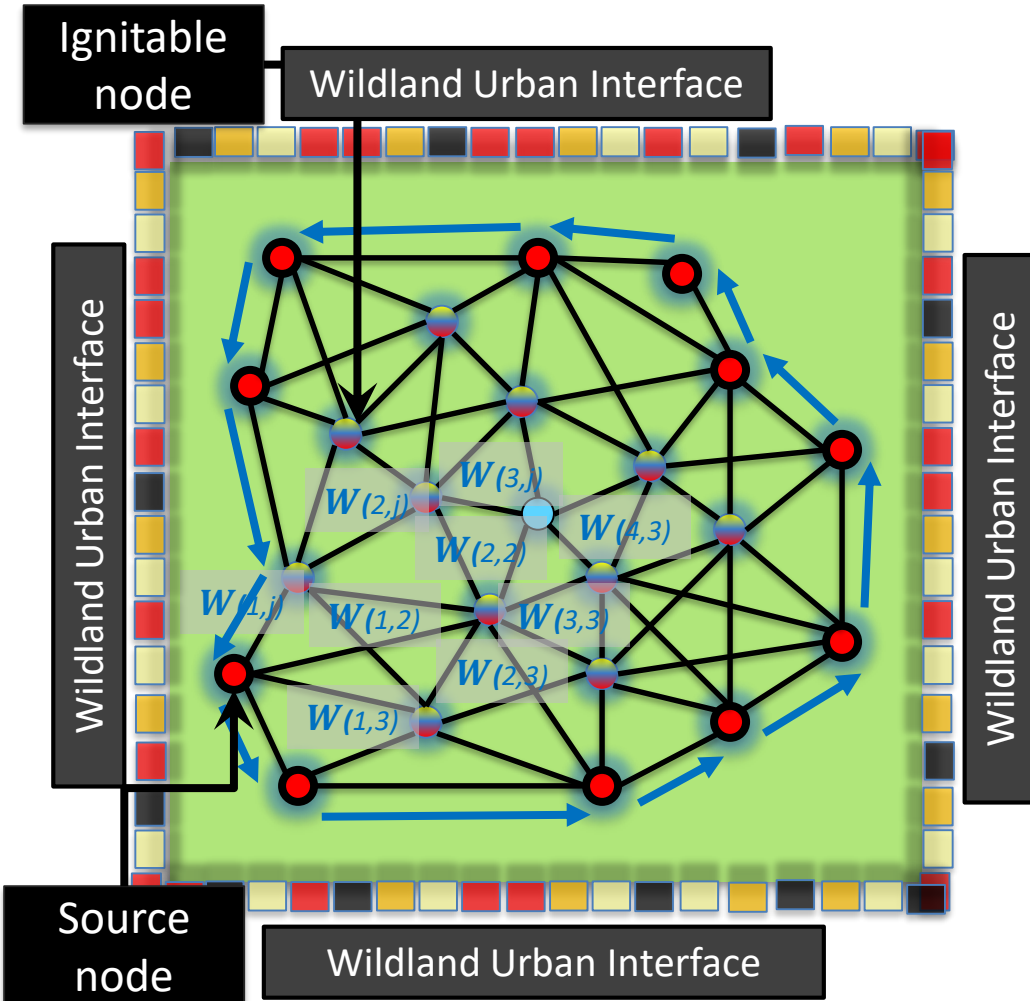 Ignitable
node
Wildland Urban Interface
Wildland Urban Interface
Wildland Urban Interface
W(3,j)
W(2,j)
W(4,3)
W(2,2)
W(1,j)
W(1,2)
W(3,3)
W(2,3)
W(1,3)
Source
node
Wildland Urban Interface